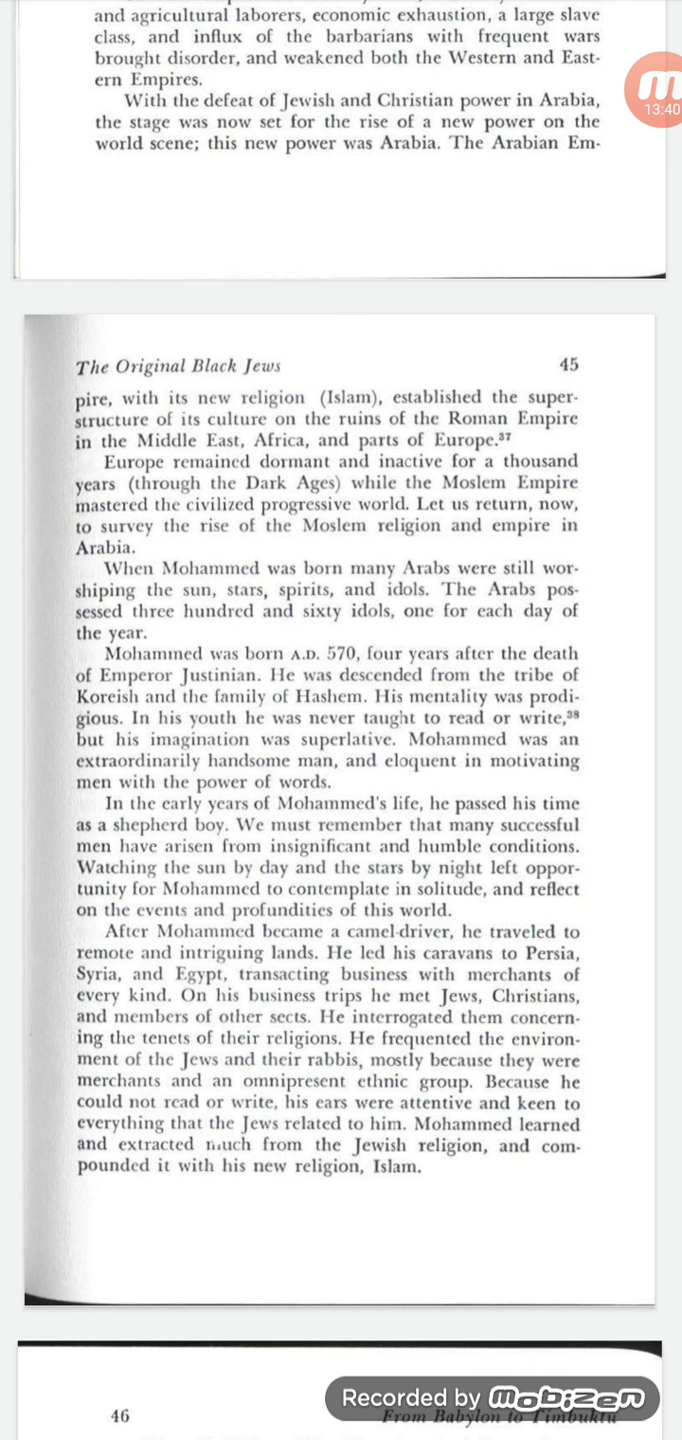 and agricultural laborers, economic exhaustion, a large slave
class, and influx of the barbarians with frequent wars
brought disorder, and weakened both the Western and East-
ern Empires.
With the defeat of Jewish and Christian power in Arabia,
the stage was now set for the rise of a new power on the
world scene; this new power was Arabia. The Arabian Em-
m
13:40
The Original Black Jews 45
pire, with its new religion (Islam), established the super-
structure of its culture on the ruins of the Roman Empire
in the Middle East, Africa, and parts of Europe.³⁷
Europe remained dormant and inactive for a thousand
years (through the Dark Ages) while the Moslem Empire
mastered the civilized progressive world. Let us return, now,
to survey the rise of the Moslem religion and empire in
Arabia.
When Mohammed was born many Arabs were still wor-
shiping the sun, stars, spirits, and idols. The Arabs pos-
sessed three hundred and sixty idols, one for each day of
the year.
Mohammed was born A.D. 570, four years after the death
of Emperor Justinian. He was descended from the tribe of
Koreish and the family of Hashem. His mentality was prodi-
gious. In his youth he was never taught to read or write,³⁸
but his imagination was superlative. Mohammed was an
extraordinarily handsome man, and eloquent in motivating
men with the power of words.
In the early years of Mohammed's life, he passed his time
as a shepherd boy. We must remember that many successful
men have arisen from insignificant and humble conditions.
Watching the sun by day and the stars by night left oppor-
tunity for Mohammed to contemplate in solitude, and reflect
on the events and profundities of this world.
After Mohammed became a camel-driver, he traveled to
remote and intriguing lands. He led his caravans to Persia,
Syria, and Egypt, transacting business with merchants of
every kind. On his business trips he met Jews, Christians,
and members of other sects. He interrogated them concern-
ing the tenets of their religions. He frequented the environ-
ment of the Jews and their rabbis, mostly because they were
merchants and an omnipresent ethnic group. Because he
could not read or write, his ears were attentive and keen to
everything that the Jews related to him. Mohammed learned
and extracted much from the Jewish religion, and com-
pounded it with his new religion, Islam.
Recorded by mobizen
46 From Babylon to Timbuktu